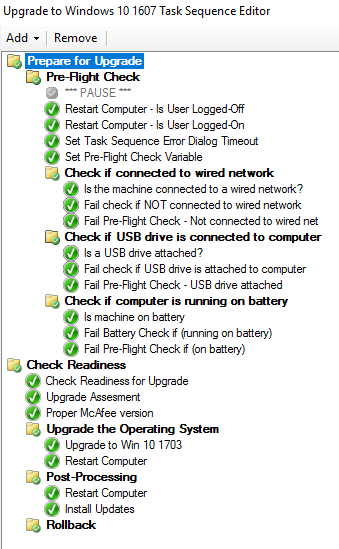 Upgrade to Windows 10 1607 Task Sequence Editor
Add Remove
Prepare for Upgrade
Pre-Flight Check
*** PAUSE ***
Restart Computer - Is User Logged-Off
Restart Computer - Is User Logged-On
Set Task Sequence Error Dialog Timeout
Set Pre-Flight Check Variable
Check if connected to wired network
Is the machine connected to a wired network?
Fail check if NOT connected to wired network
Fail Pre-Flight Check - Not connected to wired net
Check if USB drive is connected to computer
Is a USB drive attached?
Fail check if USB drive is attached to computer
Fail Pre-Flight Check - USB drive attached
Check if computer is running on battery
Is machine on battery
Fail Battery Check if (running on battery)
Fail Pre-Flight Check if (on battery)
Check Readiness
Check Readiness for Upgrade
Upgrade Assesment
Proper McAfee version
Upgrade the Operating System
Upgrade to Win 10 1703
Restart Computer
Post-Processing
Restart Computer
Install Updates
Rollback